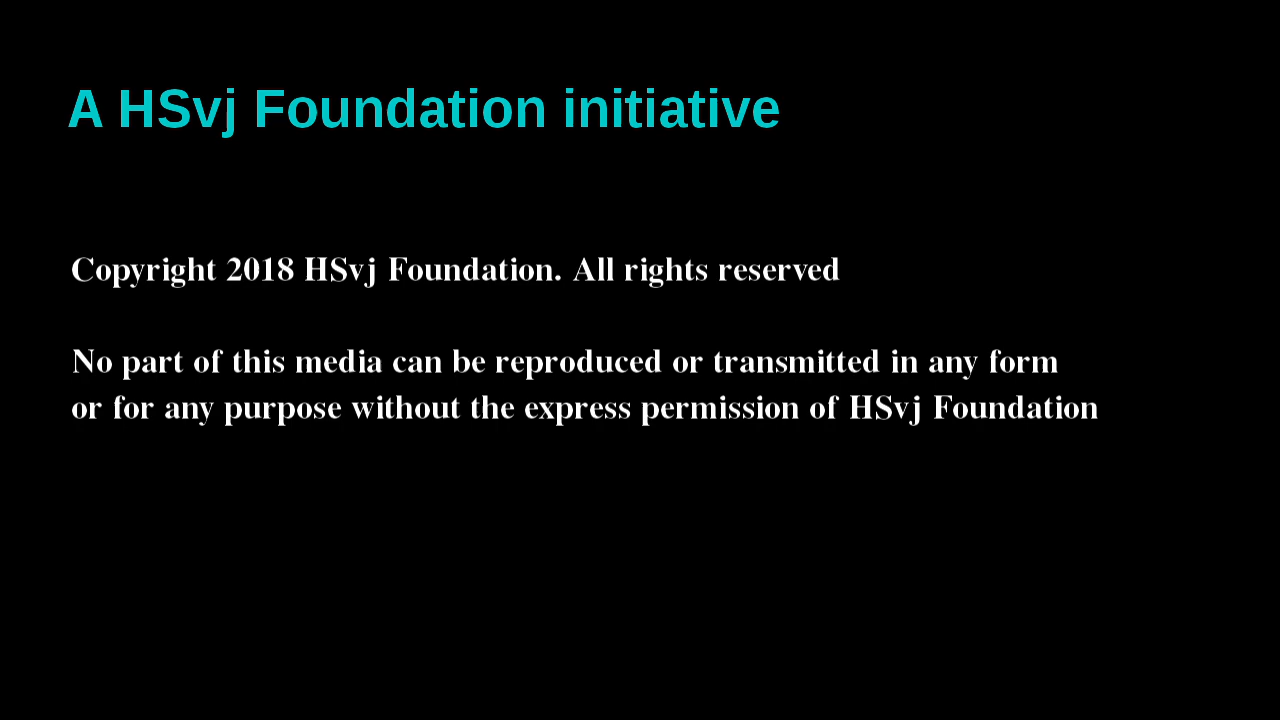 A HSvj Foundation initiative
Copyright 2018 HSvj Foundation. All rights reserved
No part of this media can be reproduced or transmitted in any form
or for any purpose without the express permission of HSvj Foundation